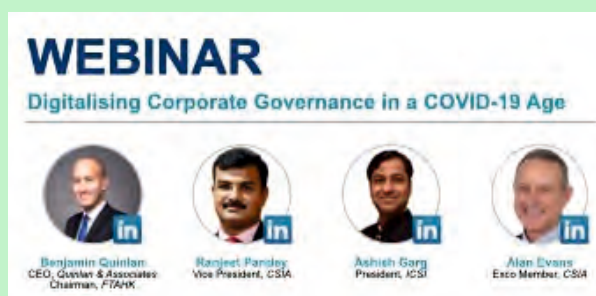 WEBINAR
Digitalising Corporate Governance in a COVID-19 Age
in
in
in
in
Benjamin Quinlan
CEO, Quinlan & Associates
Chairman, FTAHK
Ranjeet Pandey
Vice President, CSIA
Ashish Garg
President, ICSI
Alan Evans
Exco Member, CSIA